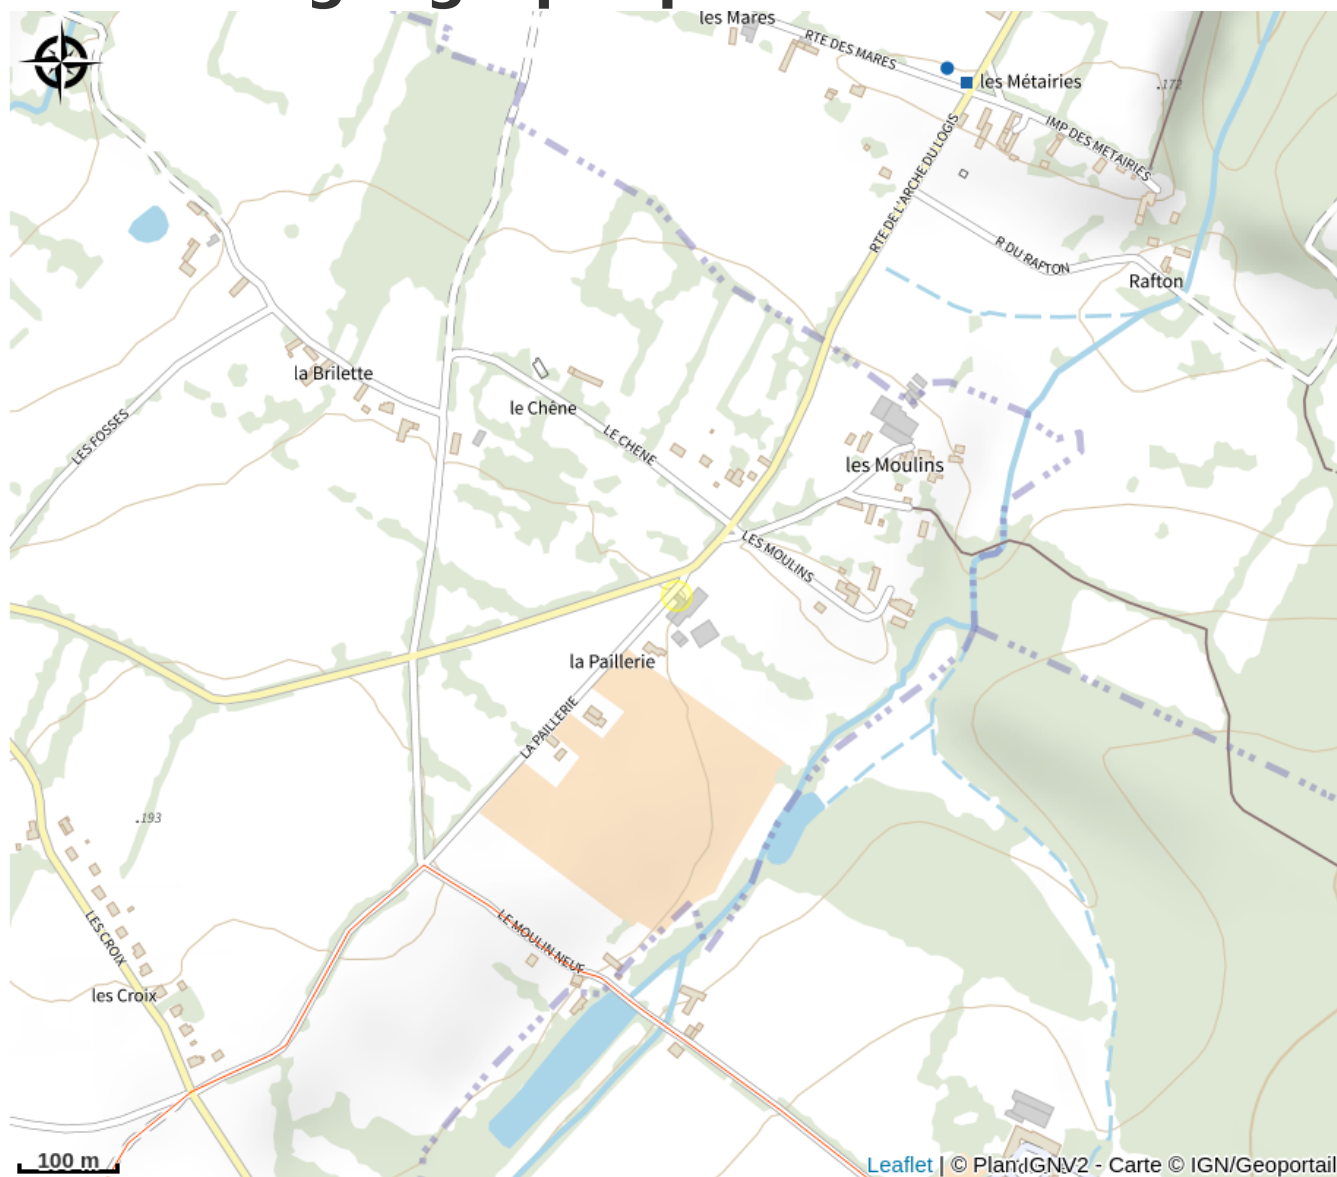 les Mares
RTE DES MARES
les Métairies
172
IMP DES METAIRIES
RTE DE L'ARCHE DU LOGIS
R DU RAFTON
Rafton
la Brilette
le Chêne
LES FOSSES
LE CHENE
les Moulins
LES MOULINS
la Paillerie
LA PAILLERIE
193
LES CROIX
LE MOULIN NEUF
les Croix
100 m
Leaflet | © PlanIGNV2 - Carte © IGN/Geoportail